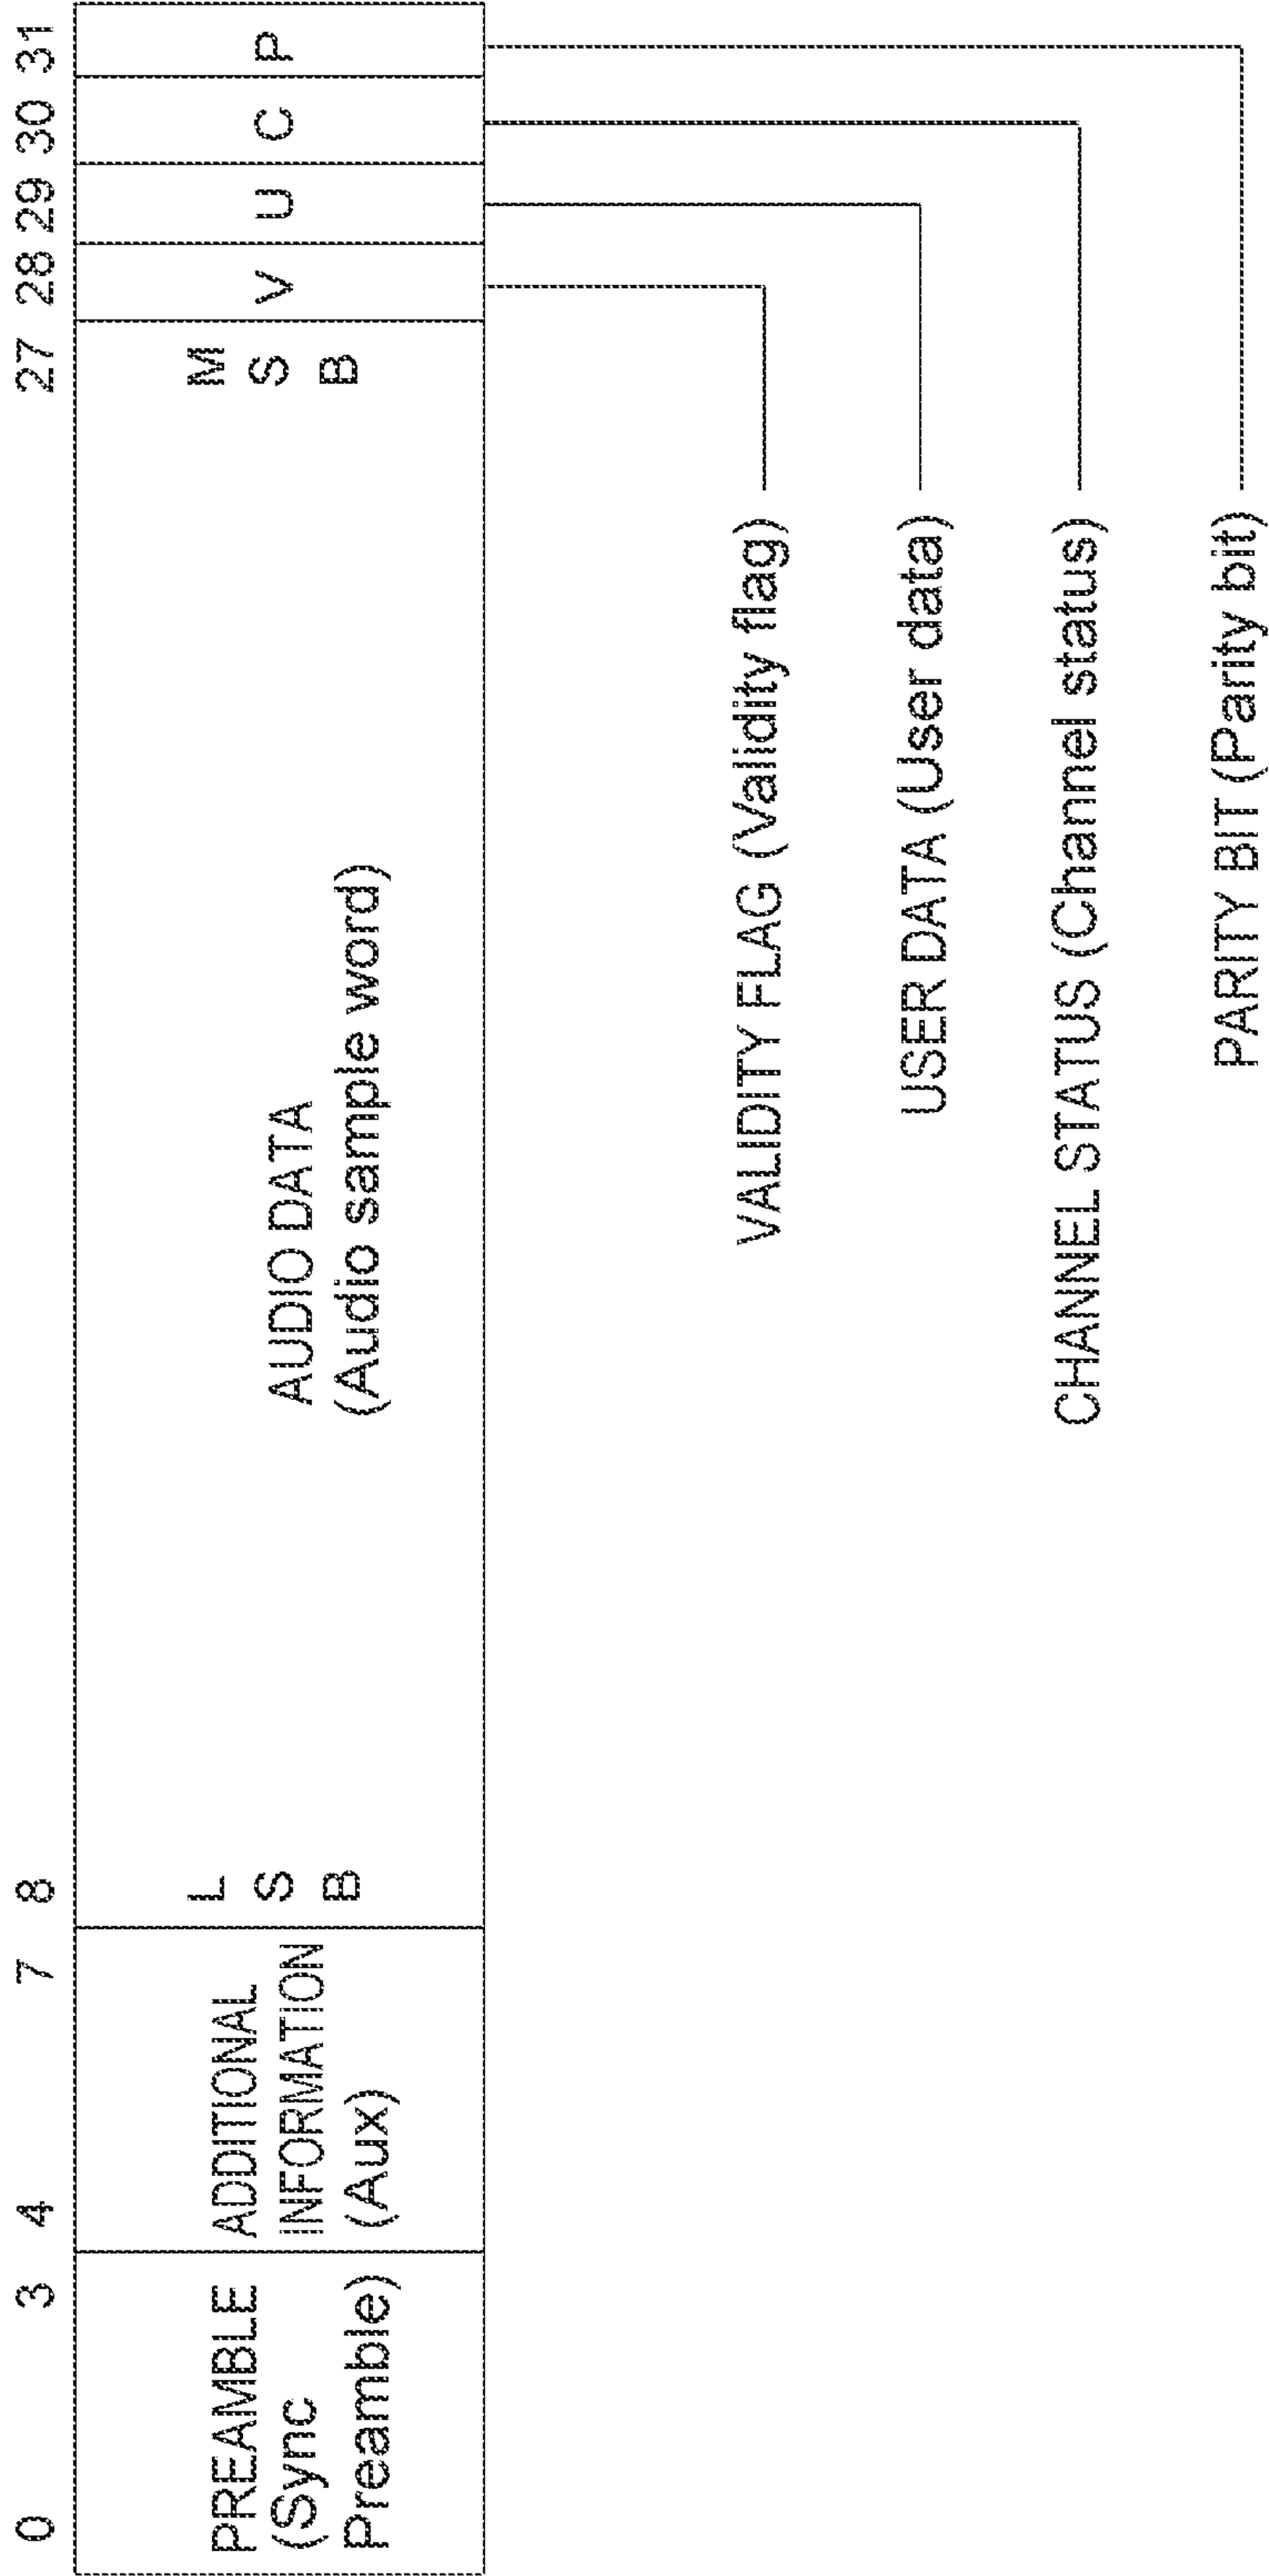 0 3 4 7 8 27 28 29 30 31
PREAMBLE
(Sync
Preamble)
ADDITIONAL
INFORMATION
(Aux)
L
S
B
AUDIO DATA
(Audio sample word)
M
S
B
V
U
C
P
VALIDITY FLAG (Validity flag)
USER DATA (User data)
CHANNEL STATUS (Channel status)
PARITY BIT (Parity bit)